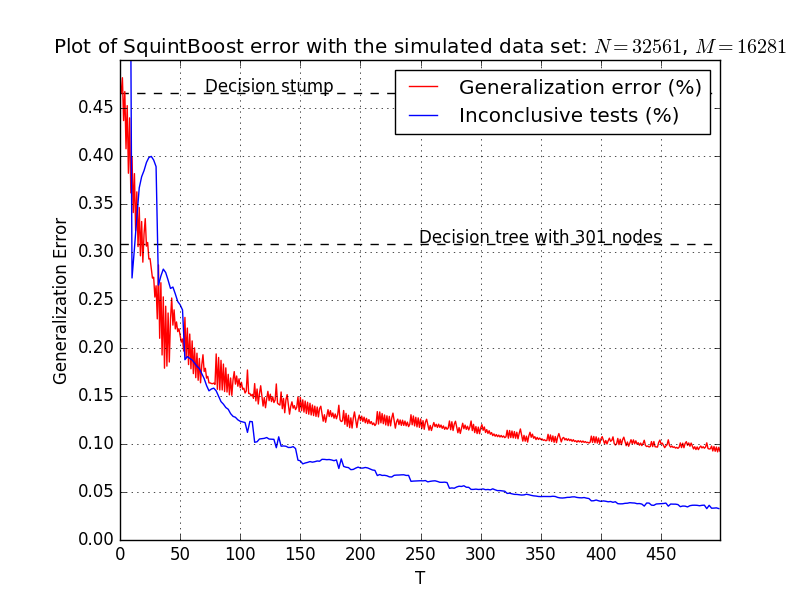 Plot of SquintBoost error with the simulated data set: N = 32561, M = 16281
Decision stump
Generalization error (%)
Inconclusive tests (%)
Decision tree with 301 nodes
Generalization Error
0.45
0.40
0.35
0.30
0.25
0.20
0.15
0.10
0.05
0.00
0 50 100 150 200 250 300 350 400 450
T